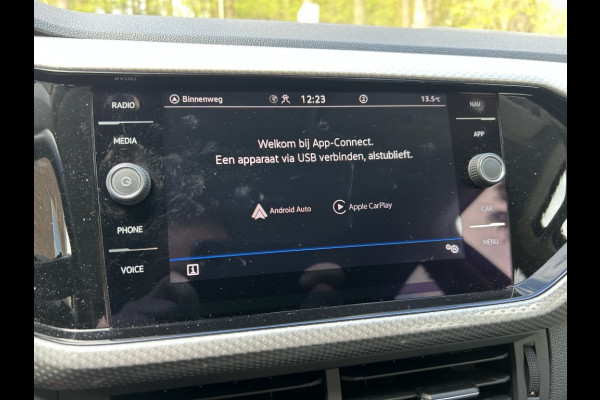 RADIO
MEDIA
PHONE
VOICE
Binnenweg 12:23 2 13.5°C
Welkom bij App-Connect.
Een apparaat via USB verbinden, alstublieft.
Android Auto Apple CarPlay
NAV
APP
CAR
MENU